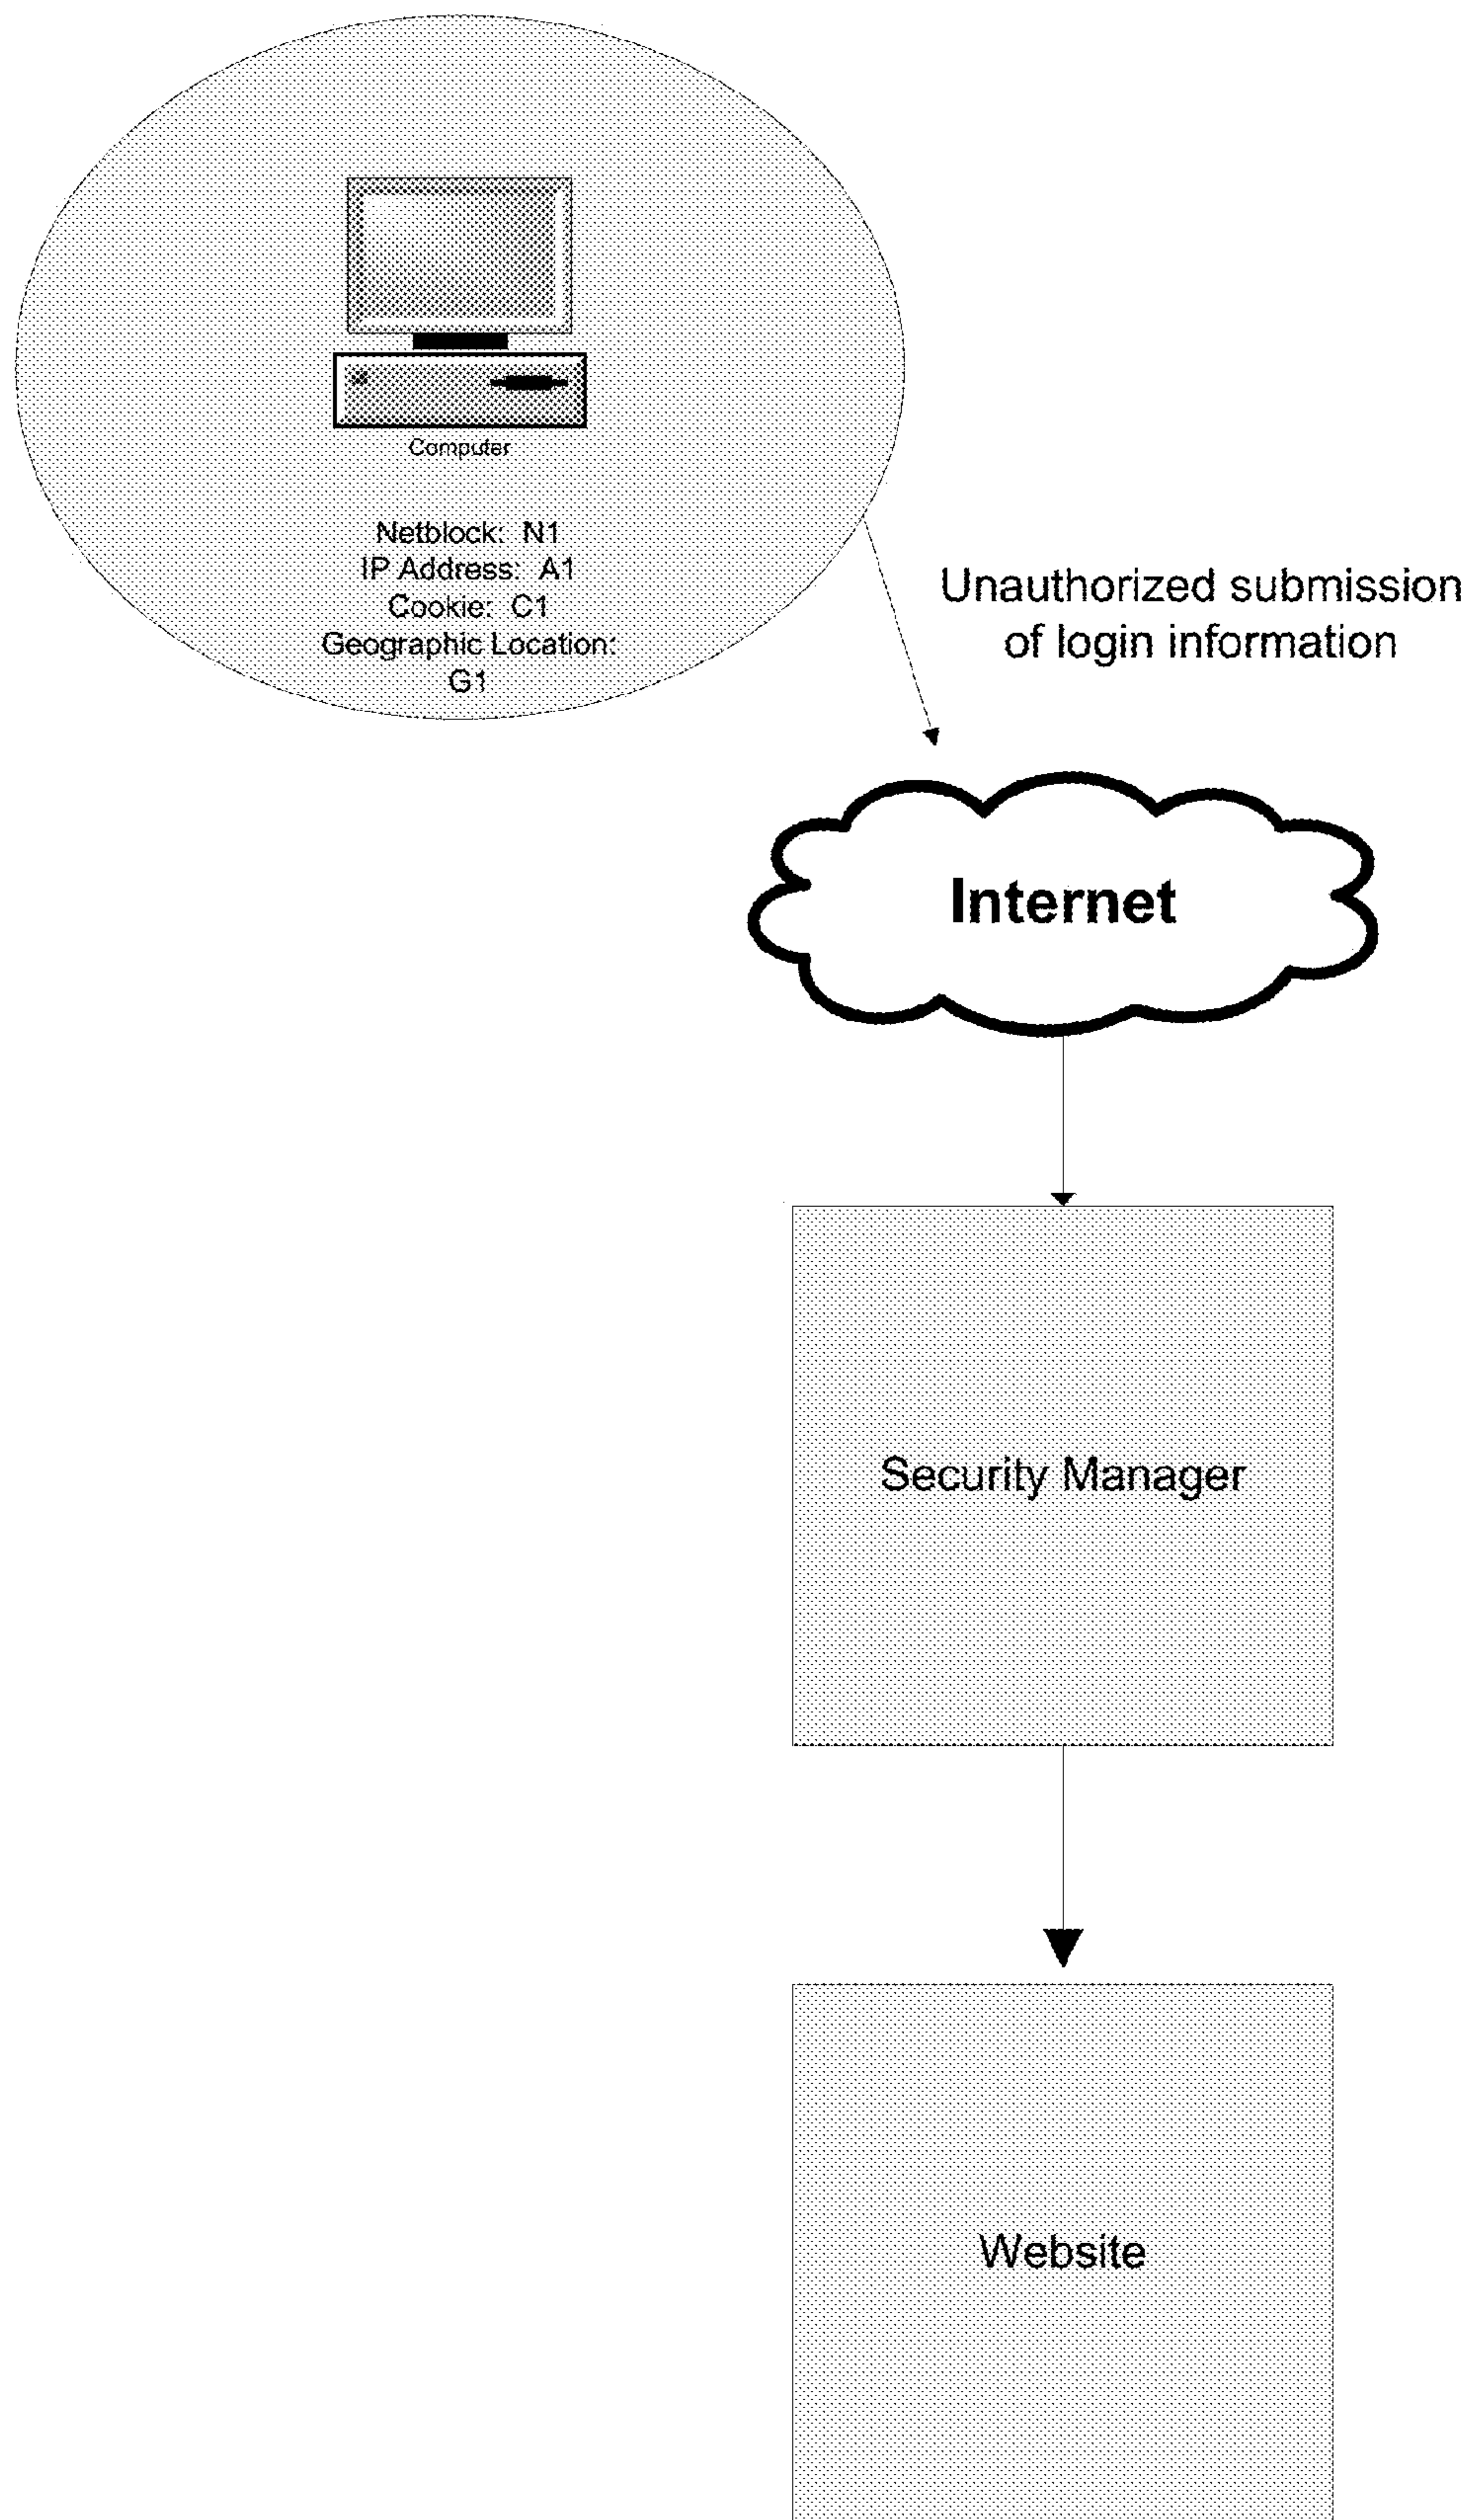 Computer
Netblock: N1
IP Address: A1
Cookie: C1
Geographic Location:
G1
Unauthorized submission
of login information
Internet
Security Manager
Website